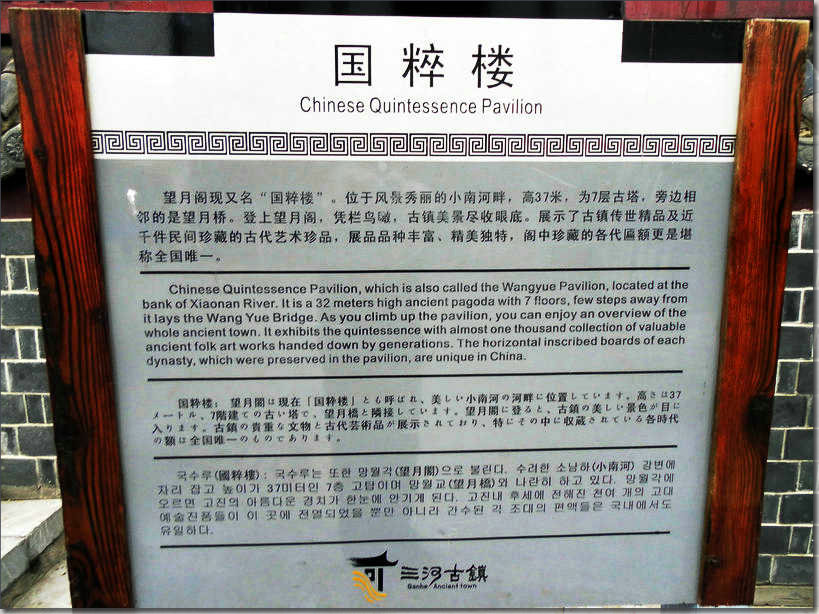 国粹楼
Chinese Quintessence Pavilion
望月阁现又名“国粹楼”。位于风景秀丽的小南河畔，高37米，为7层古塔，旁边相
邻的是望月桥。登上望月阁，凭栏鸟瞰，古镇美景尽收眼底。展示了古镇传世精品及近
千件民间珍藏的古代艺术珍品，展品品种丰富、精美独特，阁中珍藏的各代匾额更是堪
称全国唯一。
Chinese Quintessence Pavilion, which is also called the Wangyue Pavilion, located at the
bank of Xiaonan River. It is a 32 meters high ancient pagoda with 7 floors, few steps away from
it lays the Wang Yue Bridge. As you climb up the pavilion, you can enjoy an overview of the
whole ancient town. It exhibits the quintessence with almost one thousand collection of valuable
ancient folk art works handed down by generations. The horizontal inscribed boards of each
dynasty, which were preserved in the pavilion, are unique in China.
国粹楼： 望月閣は現在「国粹楼」とも呼ばれ、美しい小南河の河畔に位置しています。高さは37
メートル、7階建ての古い塔で、望月橋と隣接しています。望月閣に登ると、古鎮の美しい景色が目に
入ります。古鎮の貴重な文物と古代芸術品が展示されており、特にその中に収蔵されている各時代
の額は全国唯一のものであります。
국수루(國粹樓) : 국수루는 또한 망월각(望月閣)으로 불린다. 수려한 소남하(小南河) 강변에
자리 잡고 높이가 37미터인 7층 고탑이며 망월교(望月橋)와 나란히 하고 있다. 망월각에
오르면 고진의 아름다운 경치가 한눈에 안기게 된다. 고진내 후세에 전해진 천여 개의 고대
예술진품들이 이 곳에 전열되었을 뿐만 아니라 간수된 각 조대의 편액들은 국내에서도
유일하다.
三河古鎮
Sanhe Ancient town